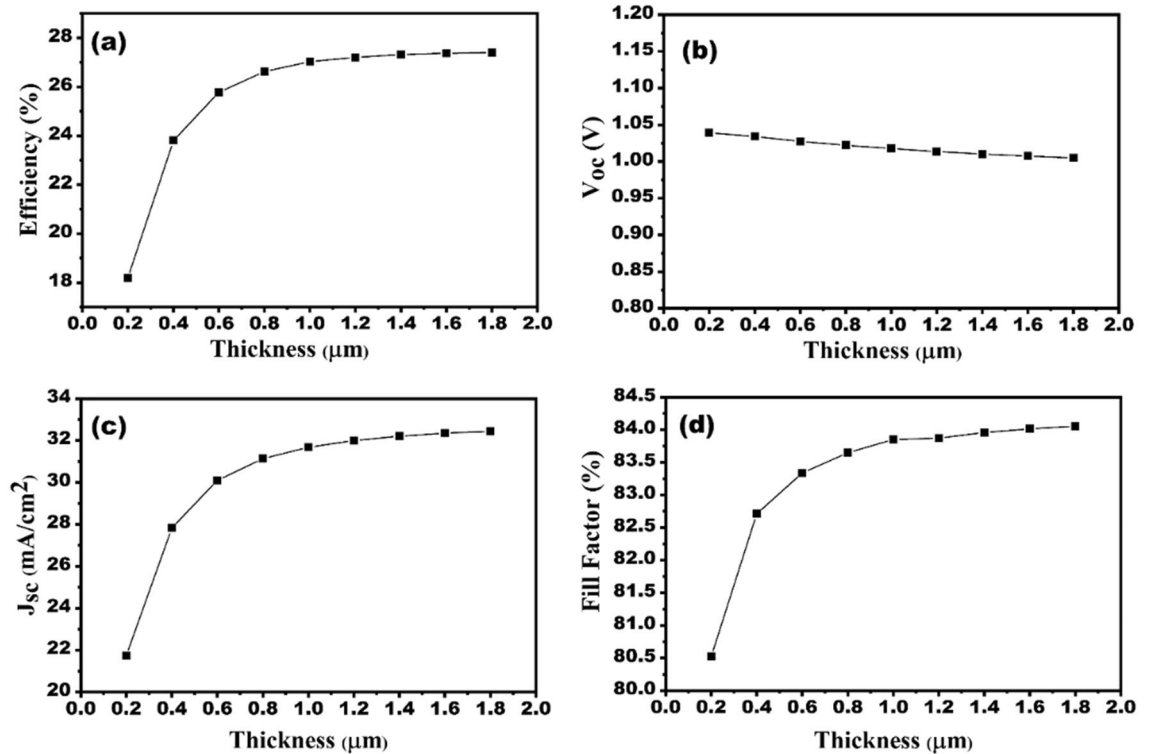 (a)
Efficiency (%)
28
26
24
22
20
18
0.0 0.2 0.4 0.6 0.8 1.0 1.2 1.4 1.6 1.8 2.0
Thickness (μm)
(b)
Voc (V)
1.20
1.15
1.10
1.05
1.00
0.95
0.90
0.85
0.80
0.0 0.2 0.4 0.6 0.8 1.0 1.2 1.4 1.6 1.8 2.0
Thickness (μm)
(c)
Jsc (mA/cm²)
34
32
30
28
26
24
22
20
0.0 0.2 0.4 0.6 0.8 1.0 1.2 1.4 1.6 1.8 2.0
Thickness (μm)
(d)
Fill Factor (%)
84.5
84.0
83.5
83.0
82.5
82.0
81.5
81.0
80.5
80.0
0.0 0.2 0.4 0.6 0.8 1.0 1.2 1.4 1.6 1.8 2.0
Thickness (μm)